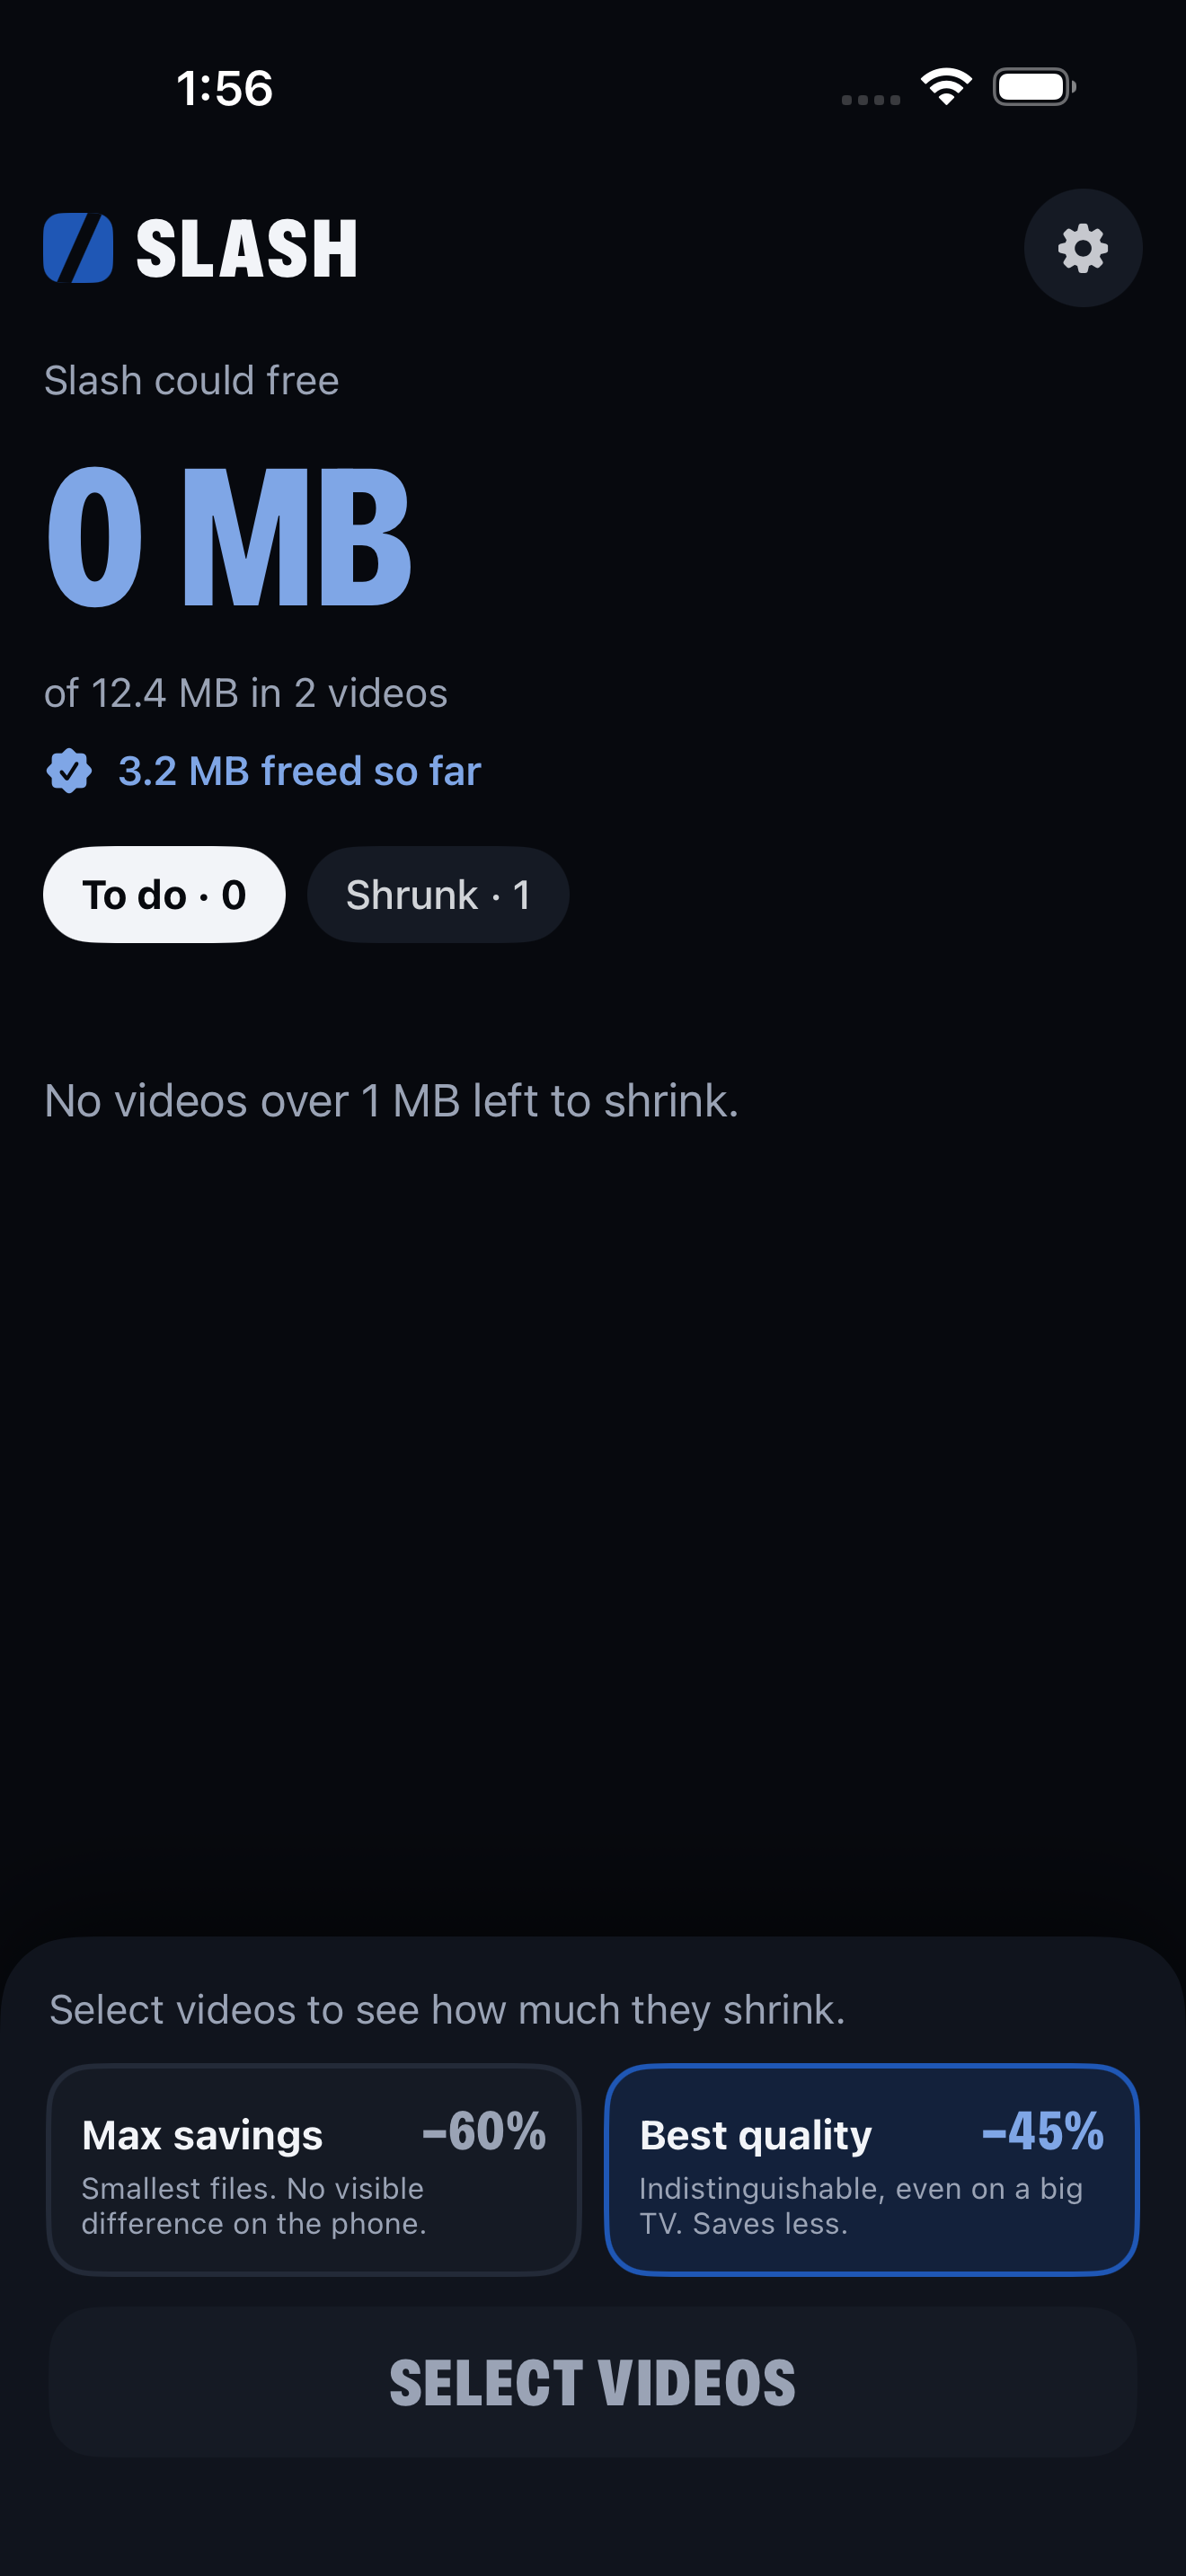 1:56
SLASH
Slash could free
0 MB
of 12.4 MB in 2 videos
3.2 MB freed so far
To do · 0
Shrunk · 1
No videos over 1 MB left to shrink.
Select videos to see how much they shrink.
Max savings
–60%
Smallest files. No visible
difference on the phone.
Best quality
–45%
Indistinguishable, even on a big
TV. Saves less.
SELECT VIDEOS